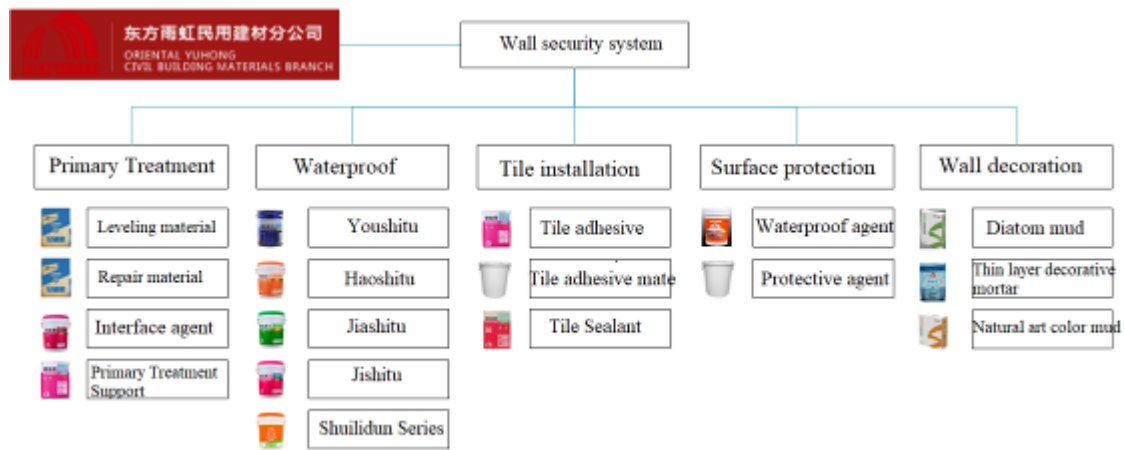 东方雨虹民用建材分公司
ORIENTAL YUHONG
CIVIL BUILDING MATERIALS BRANCH
Wall security system
Primary Treatment
Waterproof
Tile installation
Surface protection
Wall decoration
Leveling material
Repair material
Interface agent
Primary Treatment
Support
Youshitu
Haoshitu
Jiashitu
Jishitu
Shuilidun Series
Tile adhesive
Tile adhesive mate
Tile Sealant
Waterproof agent
Protective agent
Diatom mud
Thin layer decorative
mortar
Natural art color mud